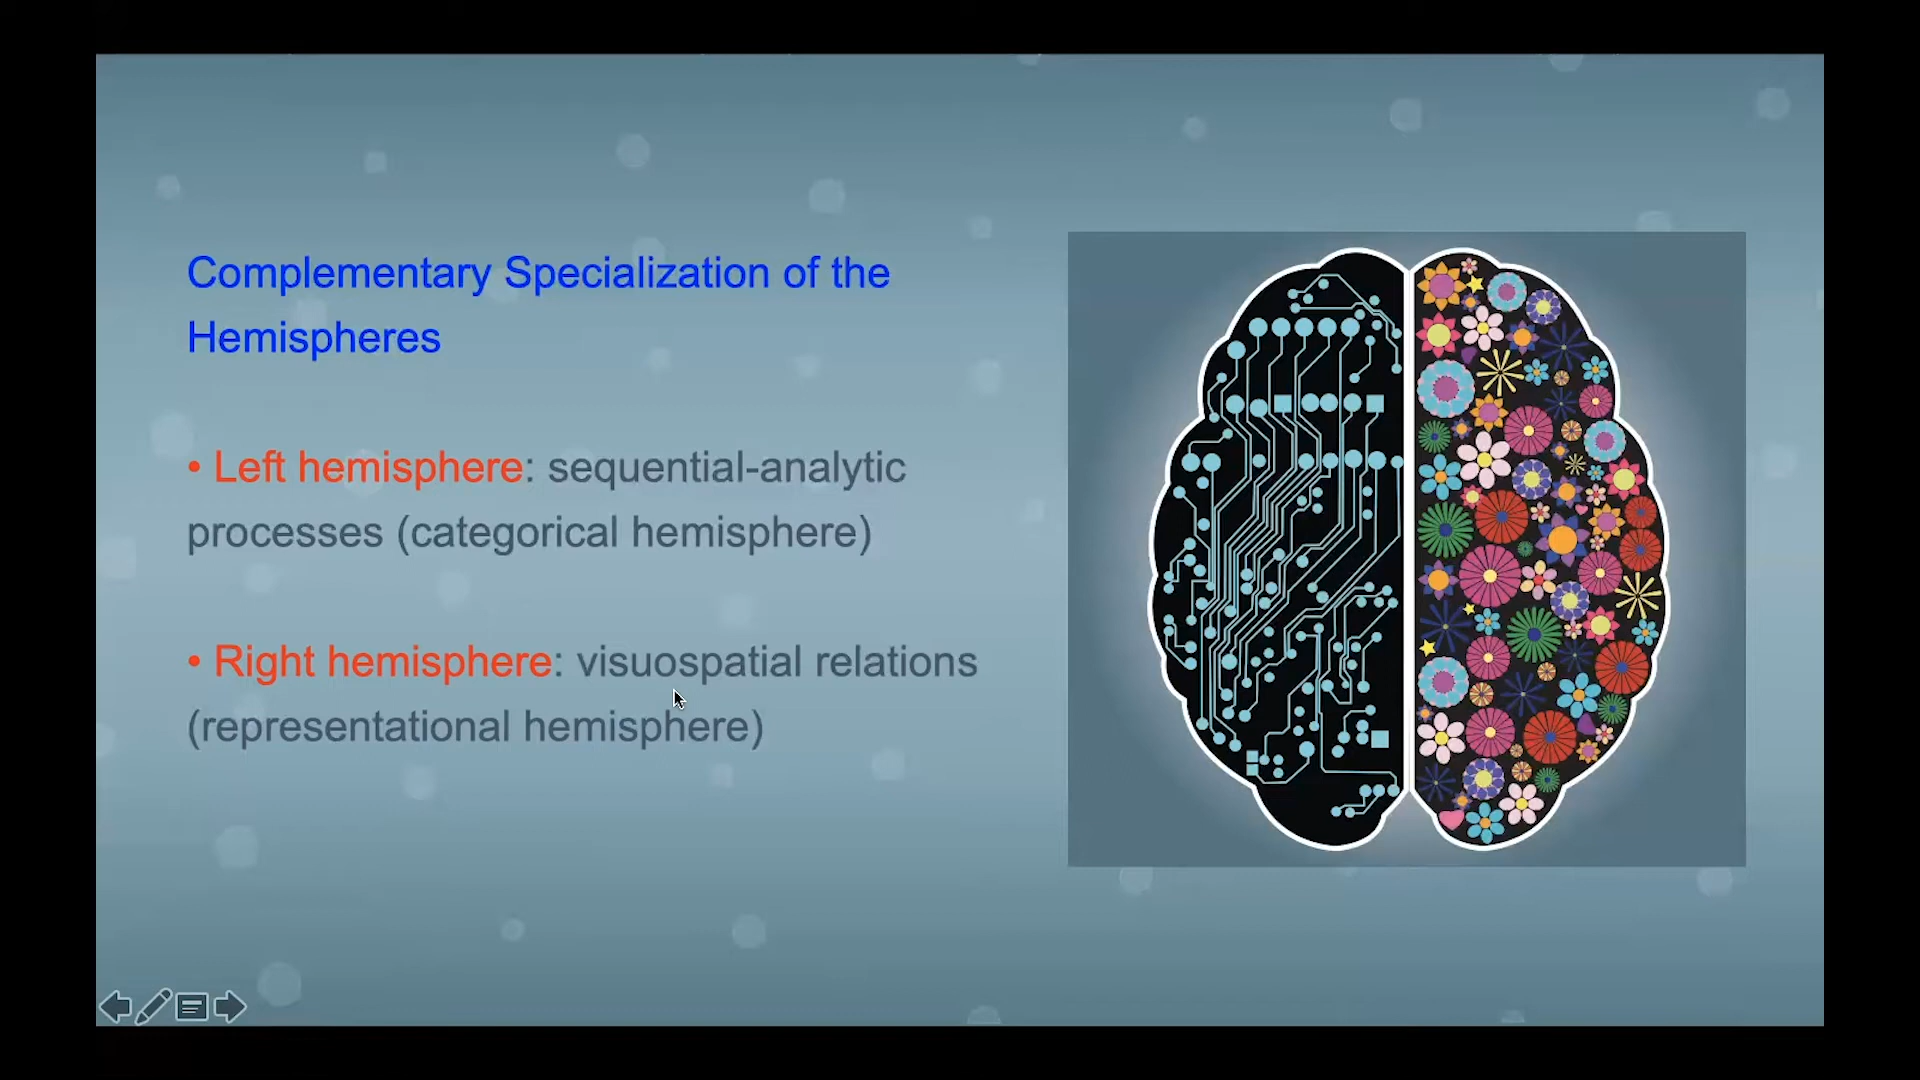 Complementary Specialization of the
Hemispheres
• Left hemisphere: sequential-analytic
processes (categorical hemisphere)
• Right hemisphere: visuospatial relations
(representational hemisphere)